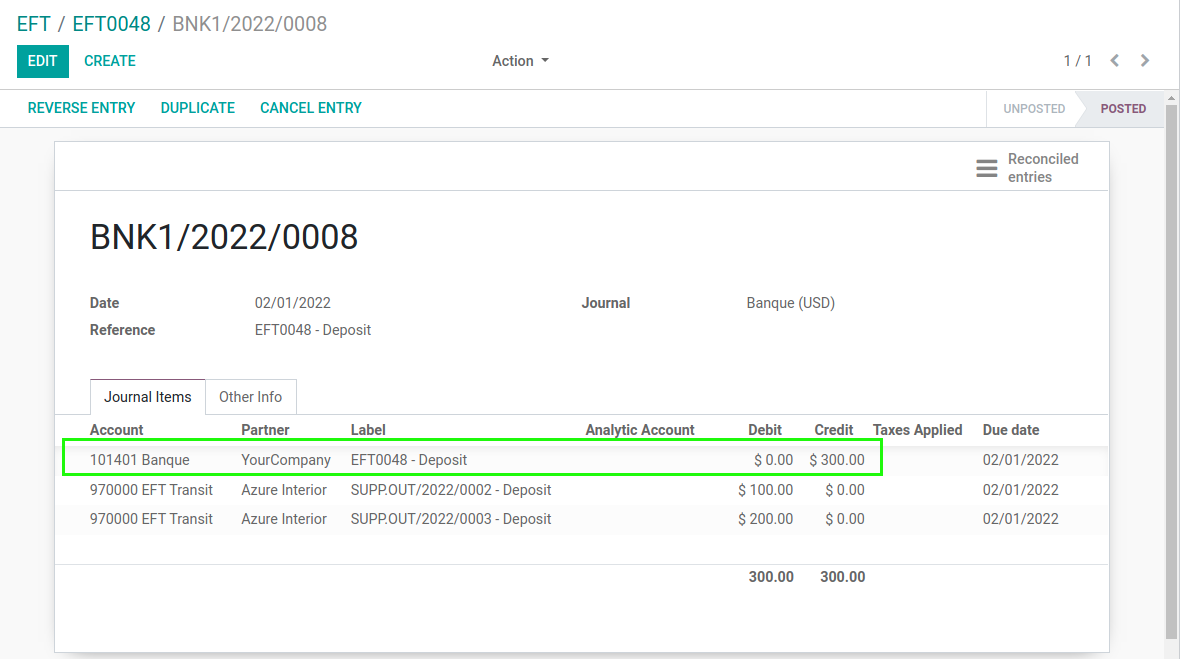 EFT / EFT0048 / BNK1/2022/0008
EDIT CREATE Action 1 / 1
REVERSE ENTRY DUPLICATE CANCEL ENTRY UNPOSTED POSTED
Reconciled
entries
BNK1/2022/0008
Date 02/01/2022 Journal Banque (USD)
Reference EFT0048 - Deposit
Journal Items Other Info
Account Partner Label Analytic Account Debit Credit Taxes Applied Due date
101401 Banque YourCompany EFT0048 - Deposit $ 0.00 $ 300.00 02/01/2022
970000 EFT Transit Azure Interior SUPP.OUT/2022/0002 - Deposit $ 100.00 $ 0.00 02/01/2022
970000 EFT Transit Azure Interior SUPP.OUT/2022/0003 - Deposit $ 200.00 $ 0.00 02/01/2022
300.00 300.00